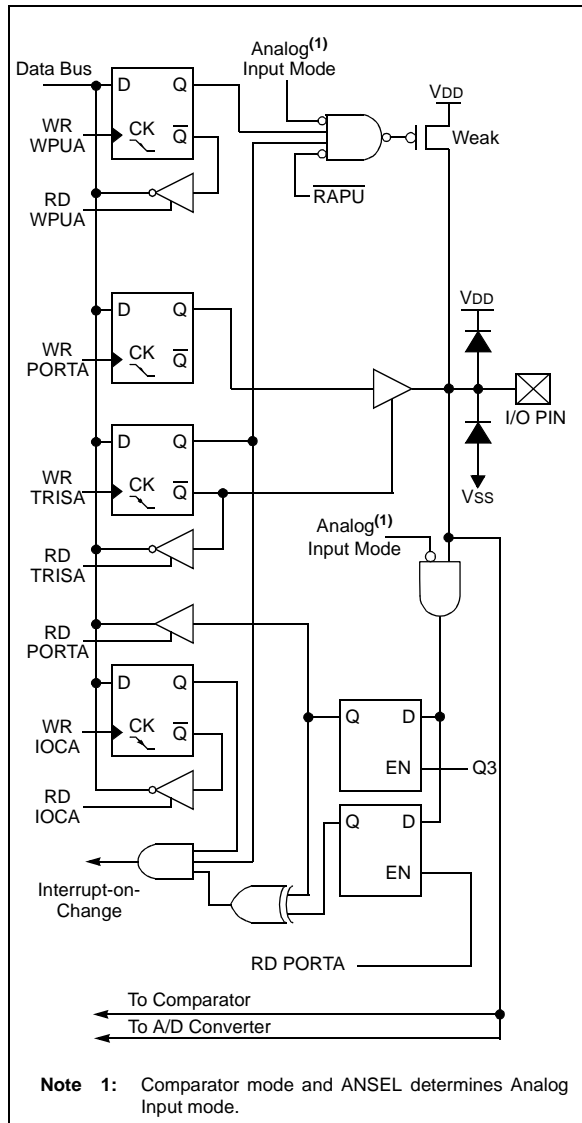 Analog(1)
Input Mode
Data Bus
D Q
CK
Q
WR
WPUA
RD
WPUA
RAPU
VDD
Weak
D Q
CK
Q
WR
PORTA
VDD
I/O PIN
VSS
D Q
CK
Q
WR
TRISA
RD
TRISA
Analog(1)
Input Mode
RD
PORTA
D Q
CK
Q
WR
IOCA
RD
IOCA
Q D
EN
Q3
Q D
EN
Interrupt-on-
Change
RD PORTA
To Comparator
To A/D Converter
Note 1: Comparator mode and ANSEL determines Analog
Input mode.